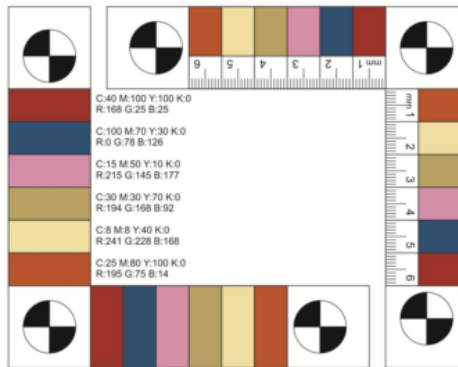 6 5 4 3 2 1 mm
C:40 M:100 Y:100 K:0
R:168 G:25 B:25
C:100 M:70 Y:30 K:0
R:0 G:78 B:126
C:15 M:50 Y:10 K:0
R:215 G:145 B:177
C:30 M:30 Y:70 K:0
R:194 G:168 B:92
C:8 M:8 Y:40 K:0
R:241 G:228 B:168
C:25 M:80 Y:100 K:0
R:195 G:75 B:14
mm 1
2
3
4
5
6